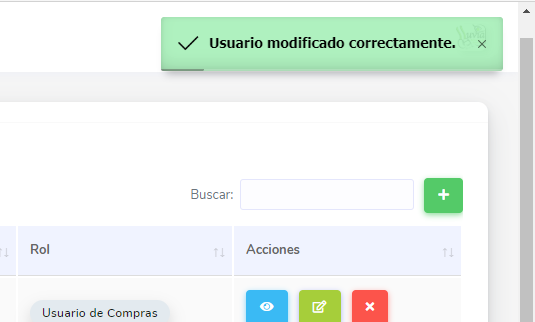 Usuario modificado correctamente.
Buscar:
Rol
Acciones
Usuario de Compras